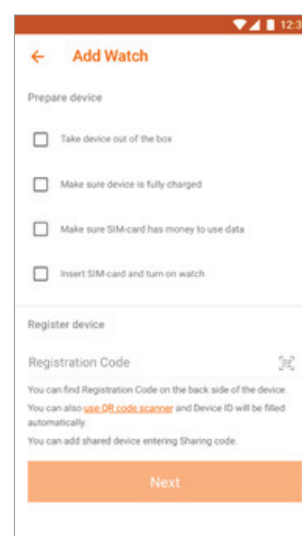 12:3
Add Watch
Prepare device
Take device out of the box
Make sure device is fully charged
Make sure SIM-card has money to use data
Insert SIM-card and turn on watch
Register device
Registration Code
You can find Registration Code on the back side of the device.
You can also use QR code scanner and Device ID will be filled
automatically.
You can add shared device entering Sharing code.
Next